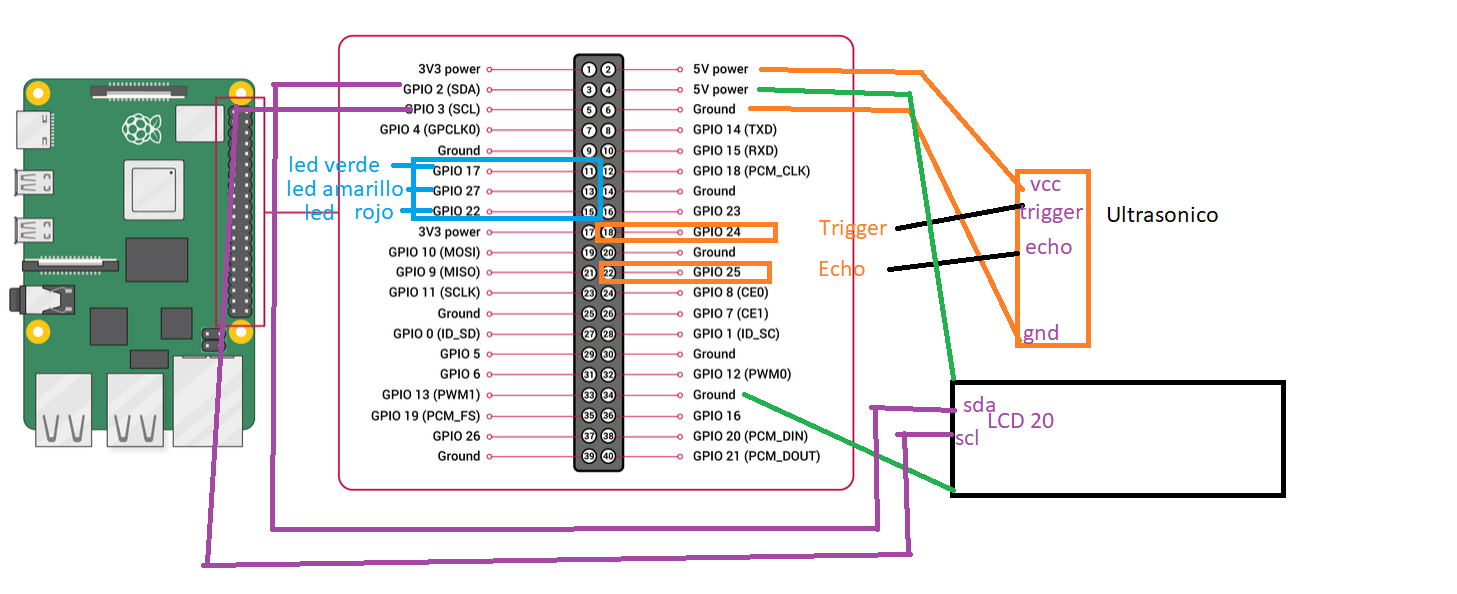 3V3 power 1 2 5V power
GPIO 2 (SDA) 3 4 5V power
GPIO 3 (SCL) 5 6 Ground
GPIO 4 (GPCLK0) 7 8 GPIO 14 (TXD)
Ground 9 10 GPIO 15 (RXD)
led verde GPIO 17 11 12 GPIO 18 (PCM_CLK)
led amarillo GPIO 27 13 14 Ground
led rojo GPIO 22 15 16 GPIO 23
3V3 power 17 18 GPIO 24
GPIO 10 (MOSI) 19 20 Ground
GPIO 9 (MISO) 21 22 GPIO 25
GPIO 11 (SCLK) 23 24 GPIO 8 (CE0)
Ground 25 26 GPIO 7 (CE1)
GPIO 0 (ID_SD) 27 28 GPIO 1 (ID_SC)
GPIO 5 29 30 Ground
GPIO 6 31 32 GPIO 12 (PWM0)
GPIO 13 (PWM1) 33 34 Ground
GPIO 19 (PCM_FS) 35 36 GPIO 16
GPIO 26 37 38 GPIO 20 (PCM_DIN)
Ground 39 40 GPIO 21 (PCM_DOUT)
Trigger
Echo
vcc
trigger
echo
gnd
Ultrasonico
sda
LCD 20
scl